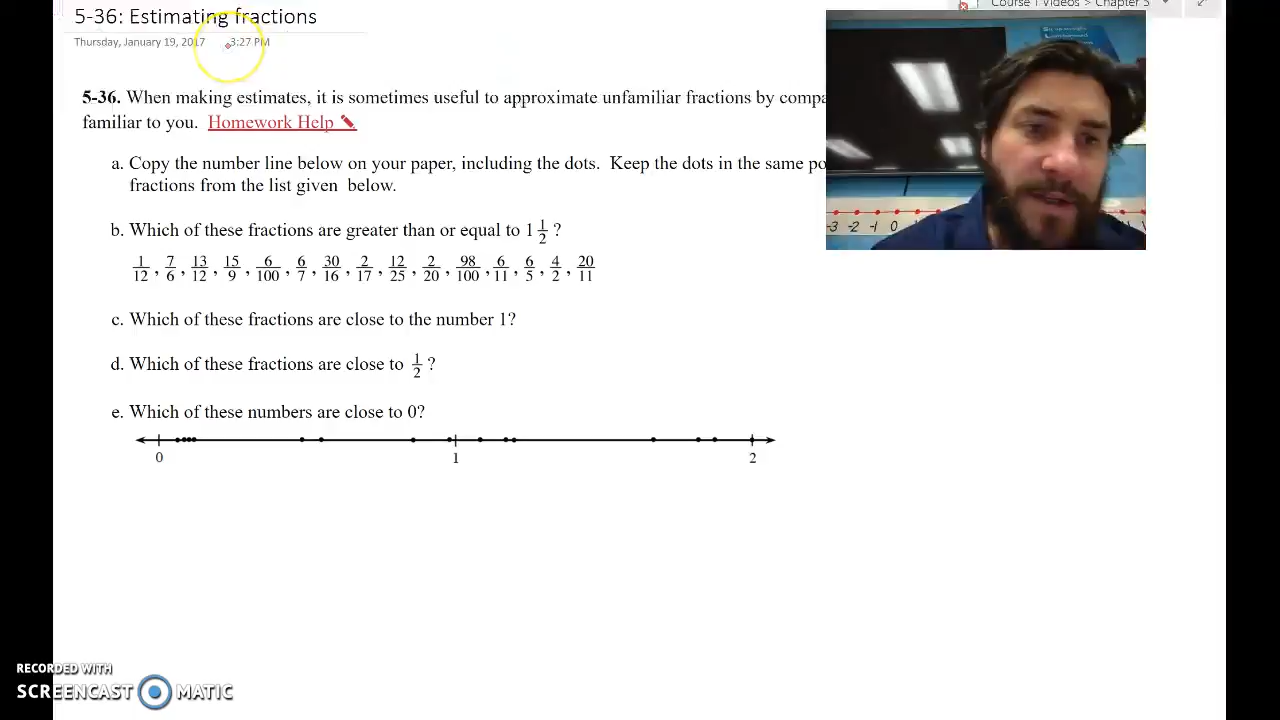 5-36: Estimating fractions
Course 1 Videos > Chapter 5
Thursday, January 19, 2017 3:27 PM
5-36. When making estimates, it is sometimes useful to approximate unfamiliar fractions by compa
familiar to you. Homework Help
a. Copy the number line below on your paper, including the dots. Keep the dots in the same po
fractions from the list given below.
b. Which of these fractions are greater than or equal to 1 1/2 ?
1/12 , 7/6 , 13/12 , 15/9 , 6/100 , 6/7 , 30/16 , 2/17 , 12/25 , 2/20 , 98/100 , 6/11 , 6/5 , 4/2 , 20/11
c. Which of these fractions are close to the number 1?
d. Which of these fractions are close to 1/2 ?
e. Which of these numbers are close to 0?
0 1 2
-3 -2 -1 0
RECORDED WITH
SCREENCAST MATIC